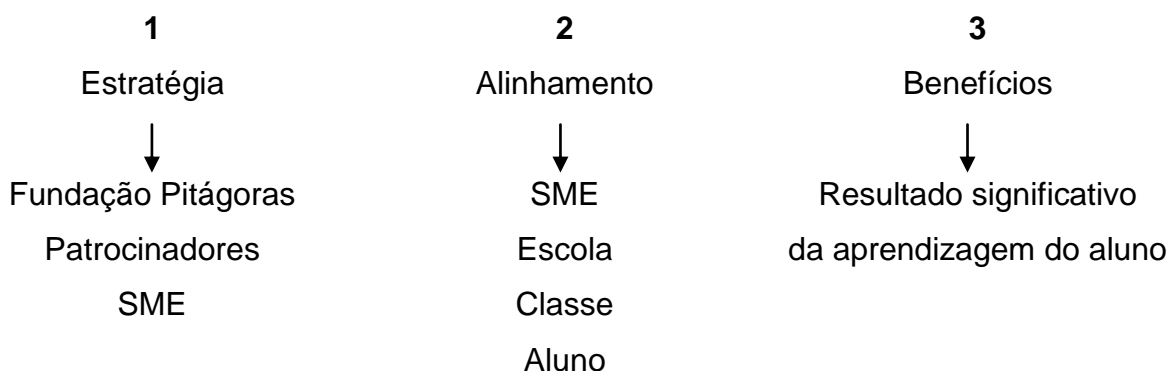 1 2 3
Estratégia Alinhamento Benefícios
Fundação Pitágoras SME Resultado significativo
Patrocinadores Escola da aprendizagem do aluno
SME Classe
Aluno